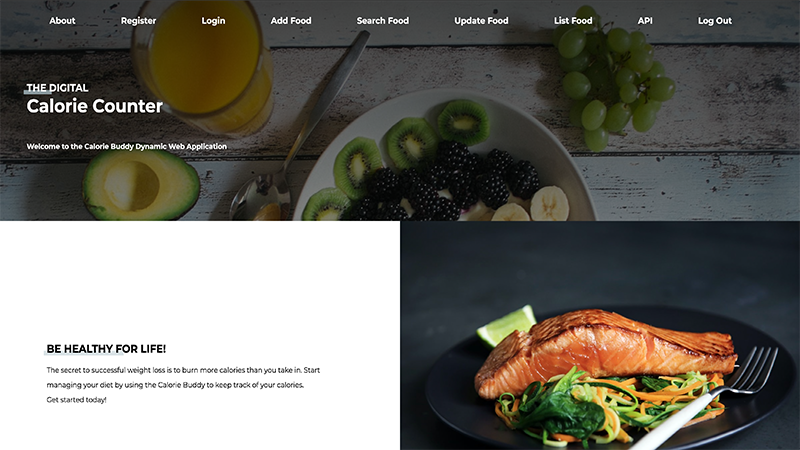 About Register Login Add Food Search Food Update Food List Food API Log Out
THE DIGITAL
Calorie Counter
Welcome to the Calorie Buddy Dynamic Web Application
BE HEALTHY FOR LIFE!
The secret to successful weight loss is to burn more calories than you take in. Start
managing your diet by using the Calorie Buddy to keep track of your calories.
Get started today!